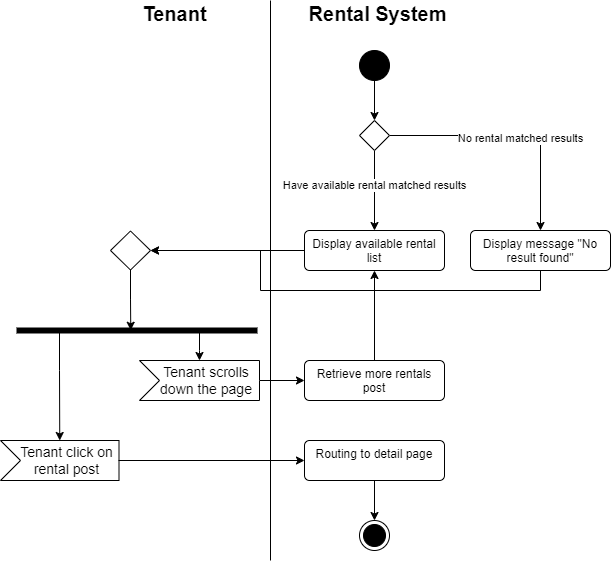 Tenant
Rental System
No rental matched results
Have available rental matched results
Display available rental
list
Display message "No
result found"
Tenant scrolls
down the page
Retrieve more rentals
post
Tenant click on
rental post
Routing to detail page